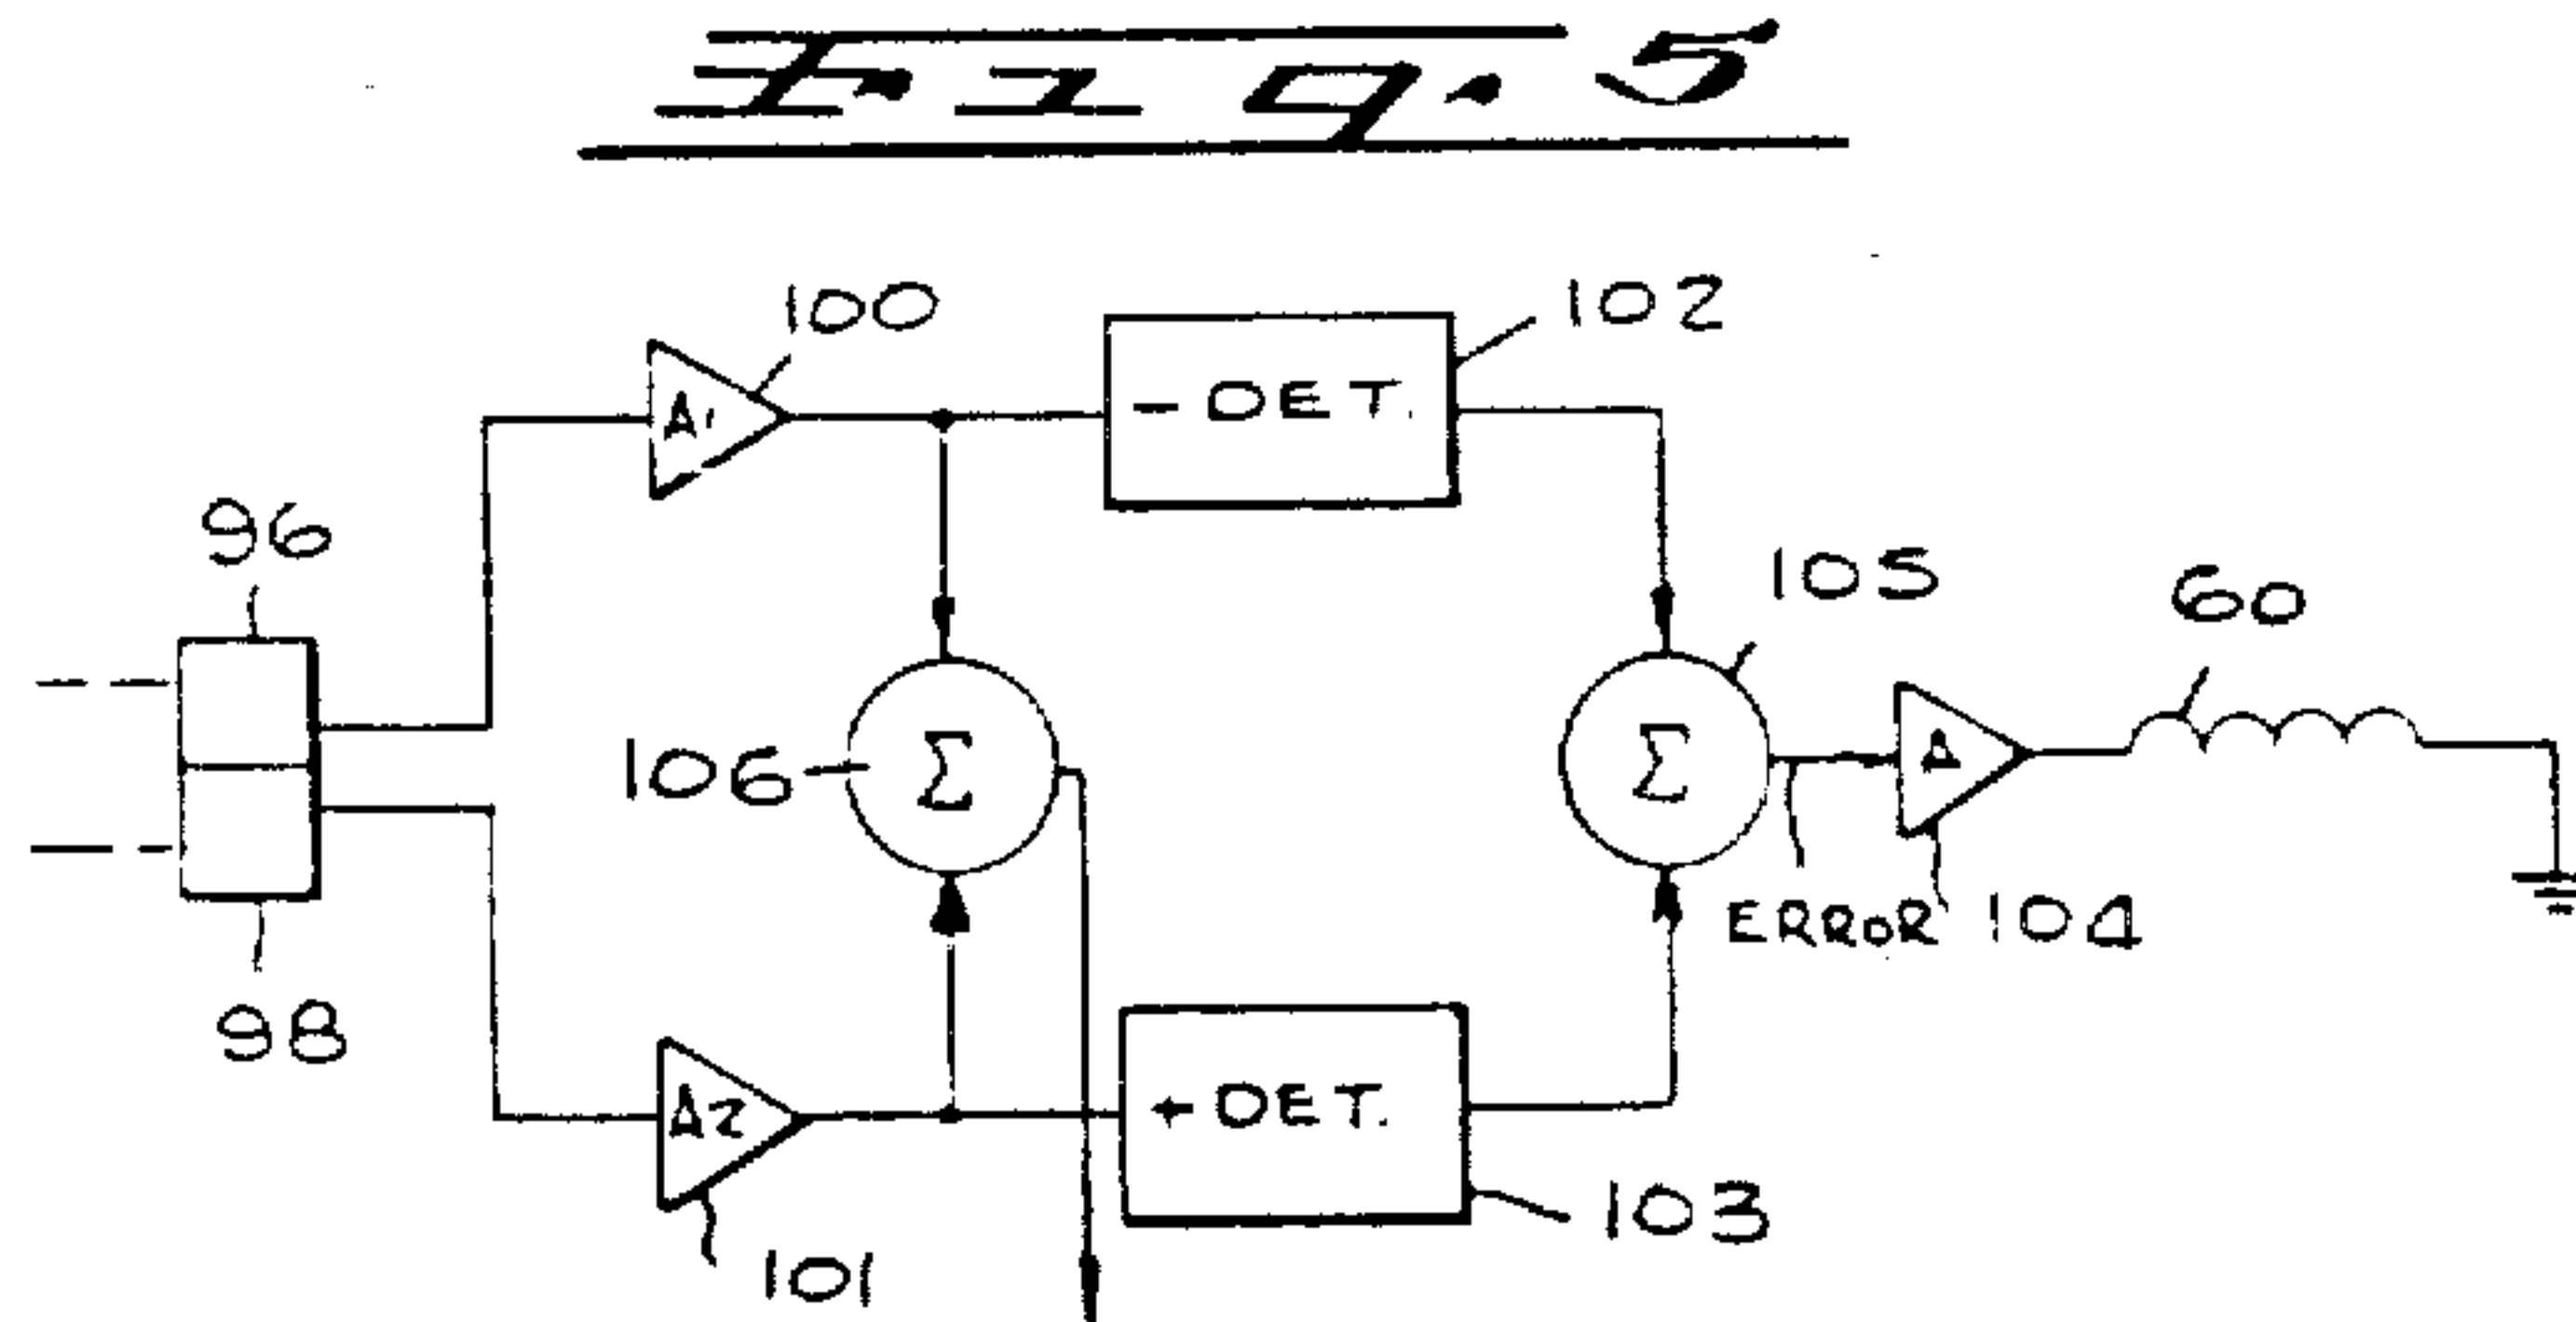 Fig. 5
100
102
A1
- DET.
96
105
60
106
Σ
Σ
A
ERROR
104
98
A2
+ DET.
103
101